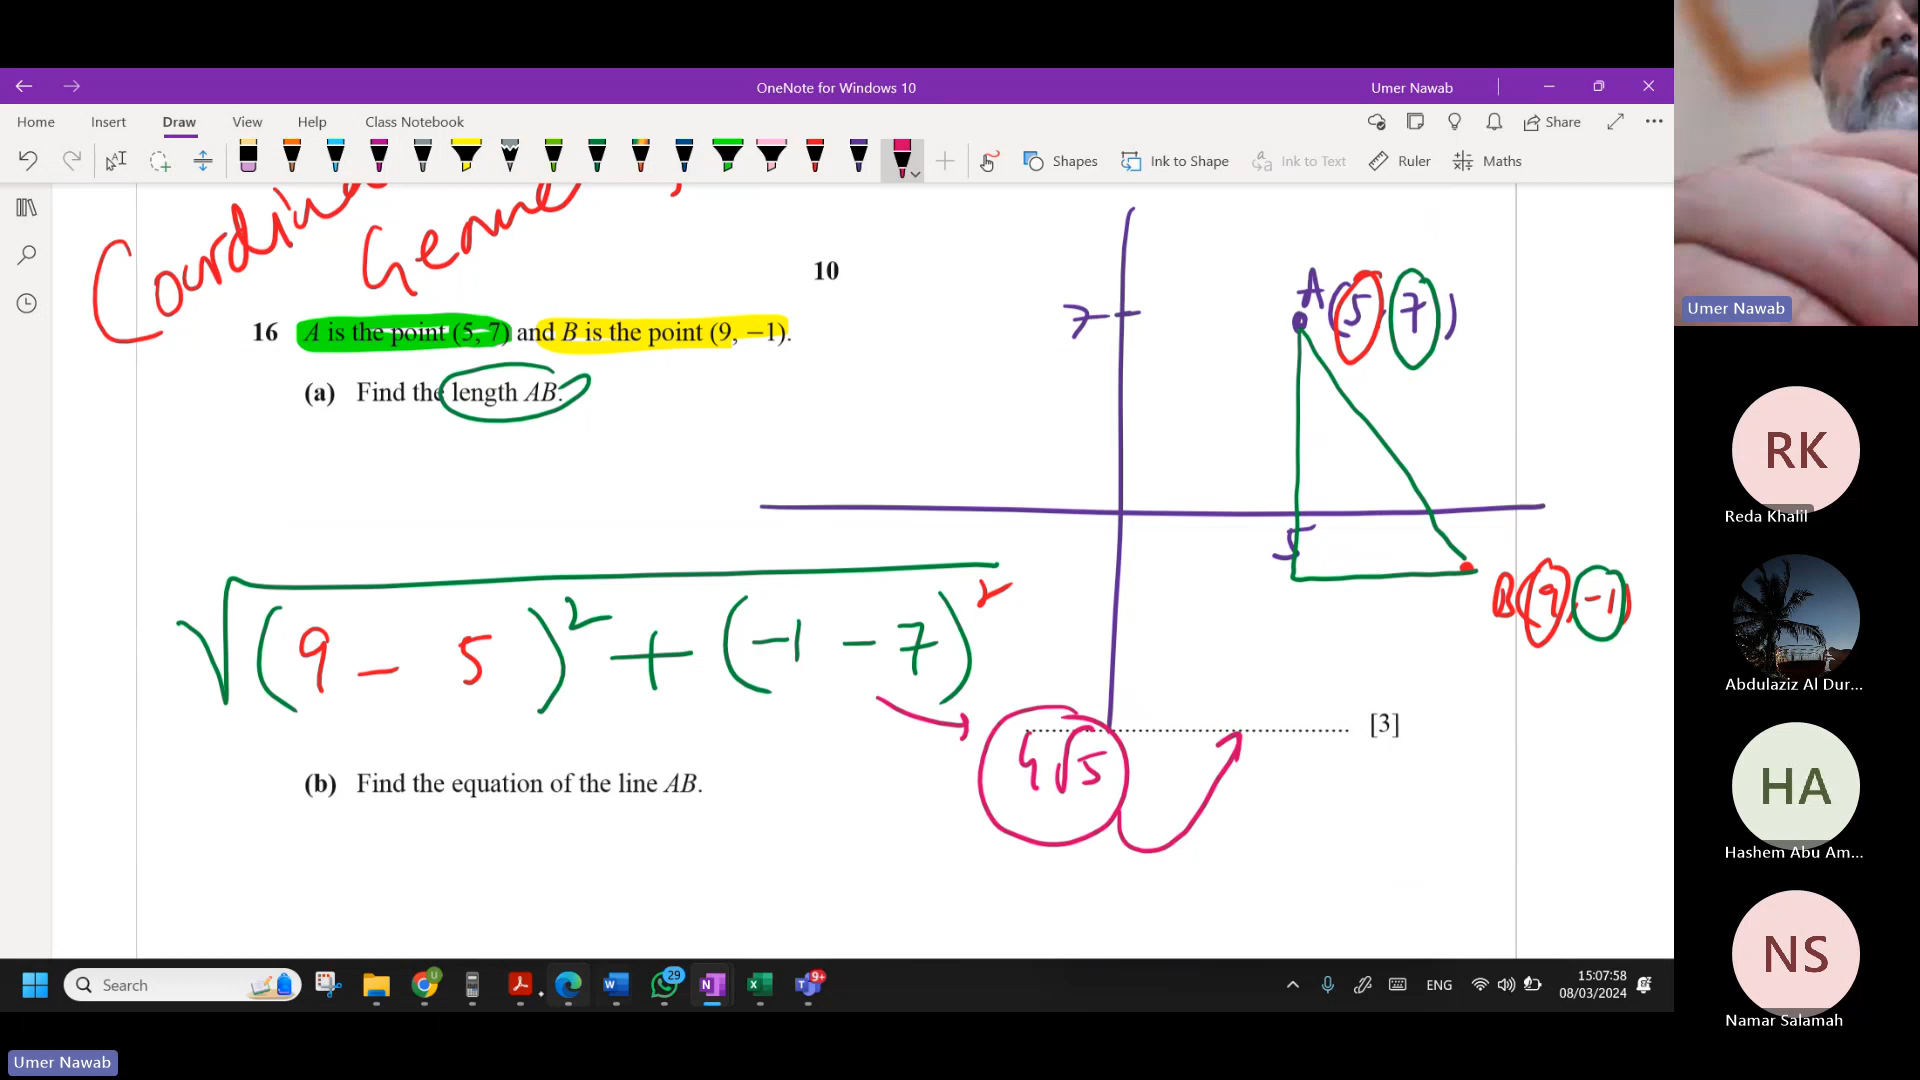 OneNote for Windows 10
Umer Nawab
Home Insert Draw View Help Class Notebook
Share
Shapes Ink to Shape Ink to Text Ruler Maths
10
16 A is the point (5, 7) and B is the point (9, −1).
(a) Find the length AB.
A(5, 7)
7
5
B(9, -1)
√(9 - 5)² + (-1 - 7)²
4√5
[3]
(b) Find the equation of the line AB.
Umer Nawab
RK
Reda Khalil
Abdulaziz Al Dur...
HA
Hashem Abu Am...
NS
Namar Salamah
Search
29
9+
ENG
15:07:58
08/03/2024
Umer Nawab